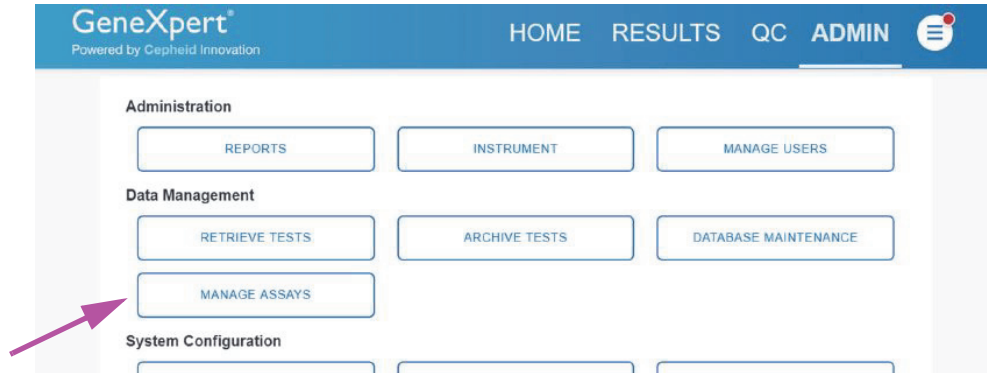 GeneXpert®
Powered by Cepheid Innovation
HOME RESULTS QC ADMIN
Administration
REPORTS INSTRUMENT MANAGE USERS
Data Management
RETRIEVE TESTS ARCHIVE TESTS DATABASE MAINTENANCE
MANAGE ASSAYS
System Configuration